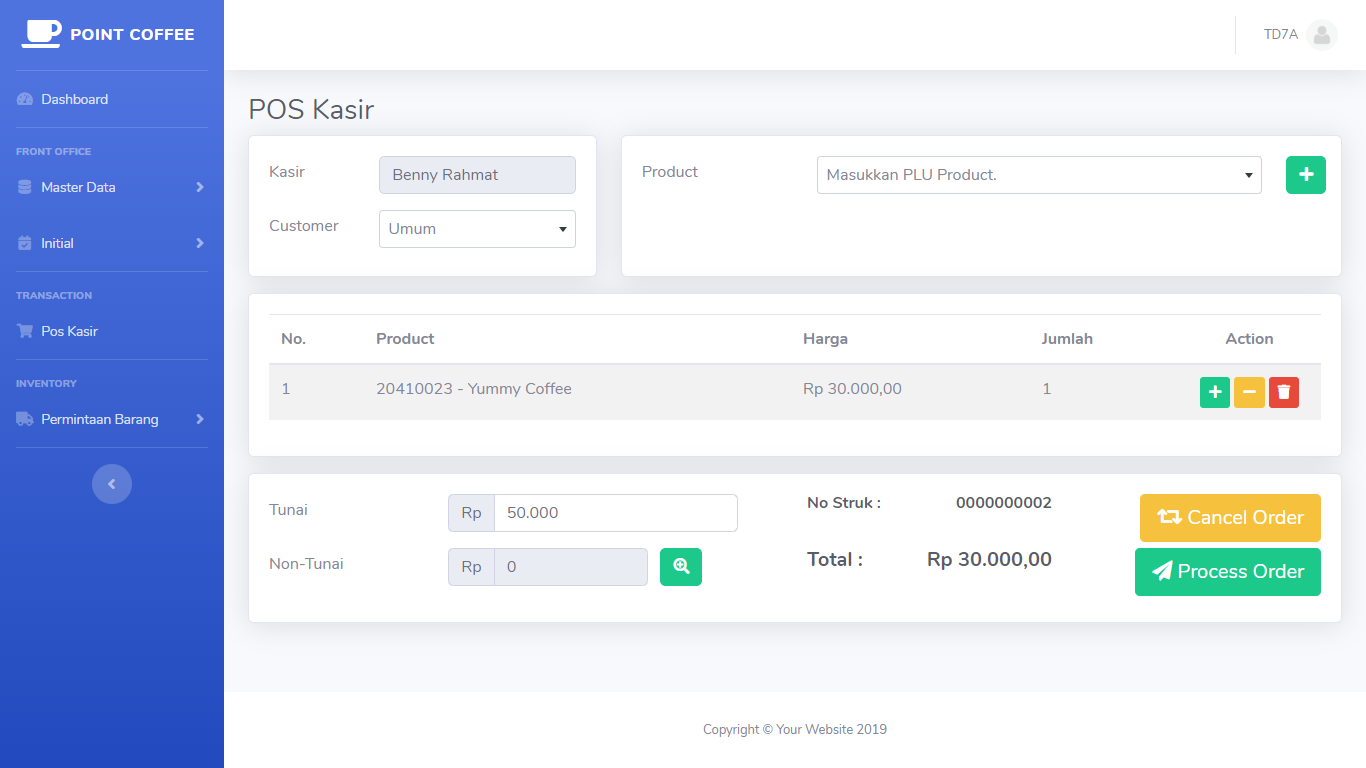 POINT COFFEE
TD7A
Dashboard
FRONT OFFICE
Master Data
Initial
TRANSACTION
Pos Kasir
INVENTORY
Permintaan Barang
POS Kasir
Kasir Benny Rahmat
Customer Umum
Product Masukkan PLU Product.
No. Product Harga Jumlah Action
1 20410023 - Yummy Coffee Rp 30.000,00 1
Tunai Rp 50.000
Non-Tunai Rp 0
No Struk : 0000000002
Total : Rp 30.000,00
Cancel Order
Process Order
Copyright © Your Website 2019